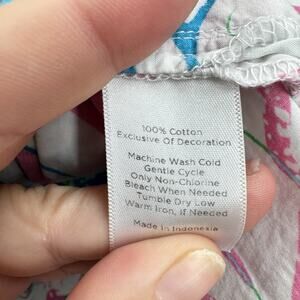 100% Cotton
Exclusive Of Decoration
Machine Wash Cold
Gentle Cycle
Only Non-Chlorine
Bleach When Needed
Tumble Dry Low
Warm Iron, if Needed
Made in Indonesia